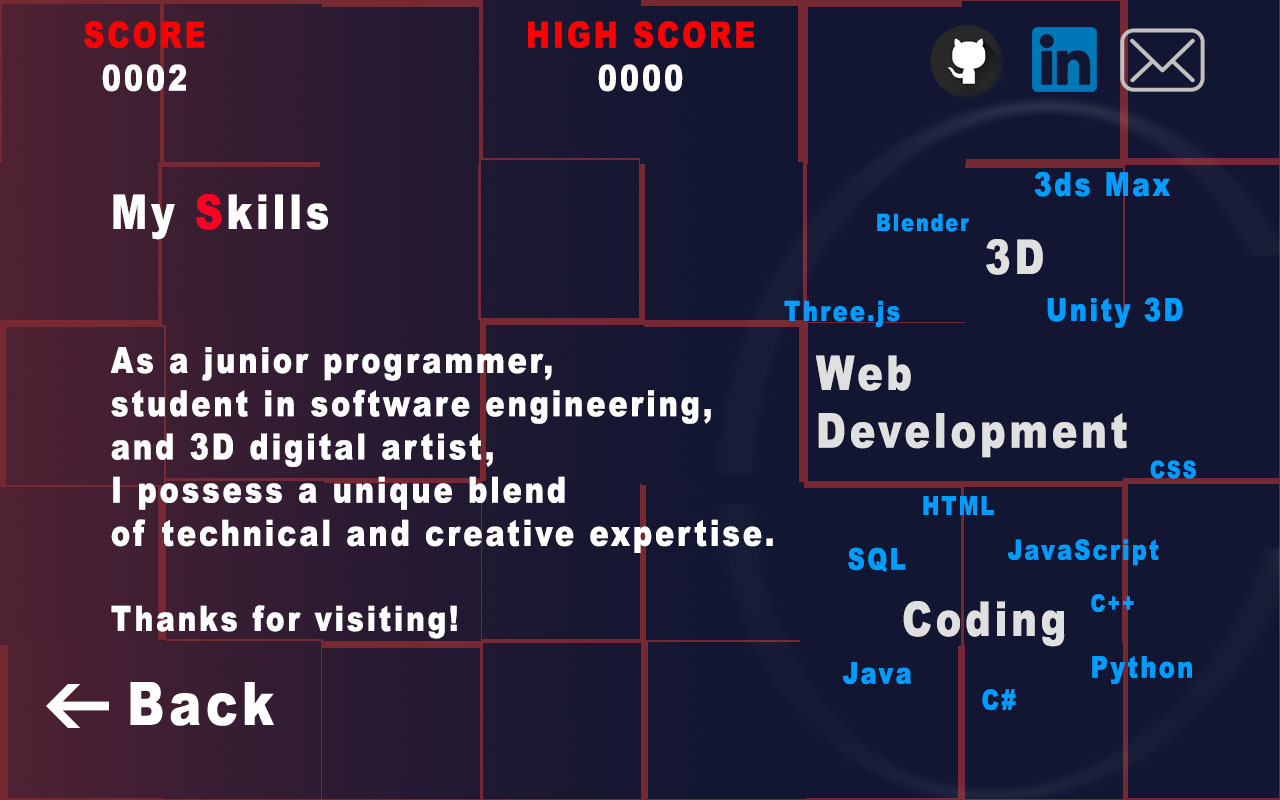 SCORE
0002
HIGH SCORE
0000
in
My Skills
As a junior programmer,
student in software engineering,
and 3D digital artist,
I possess a unique blend
of technical and creative expertise.
Thanks for visiting!
Back
3ds Max
Blender
3D
Three.js
Unity 3D
Web
Development
CSS
HTML
SQL
JavaScript
C++
Coding
Python
Java
C#